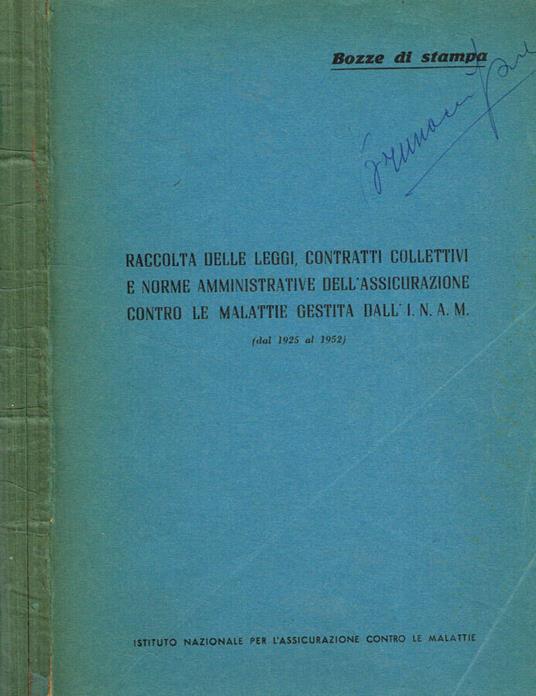 Bozze di stampa
RACCOLTA DELLE LEGGI, CONTRATTI COLLETTIVI
E NORME AMMINISTRATIVE DELL'ASSICURAZIONE
CONTRO LE MALATTIE GESTITA DALL' I. N. A. M.
(dal 1925 al 1952)
ISTITUTO NAZIONALE PER L'ASSICURAZIONE CONTRO LE MALATTIE